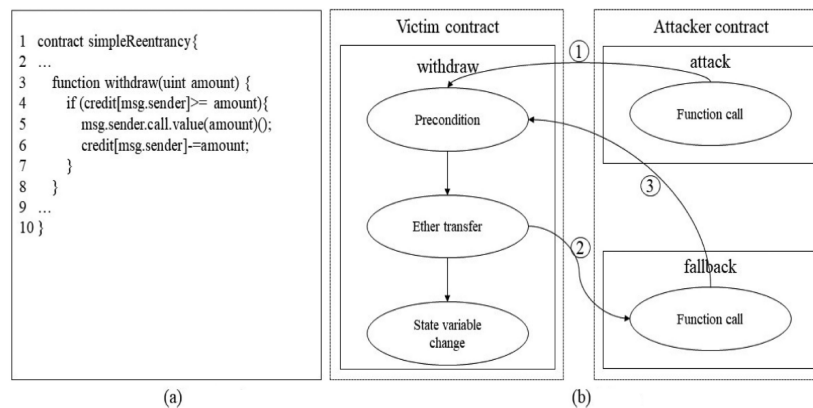 1 contract simpleReentrancy{
2 ...
3 function withdraw(uint amount) {
4 if (credit[msg.sender]>= amount){
5 msg.sender.call.value(amount)();
6 credit[msg.sender]-=amount;
7 }
8 }
9 ...
10 }
(a)
Victim contract
withdraw
Precondition
Ether transfer
State variable
change
Attacker contract
attack
Function call
fallback
Function call
1
2
3
(b)